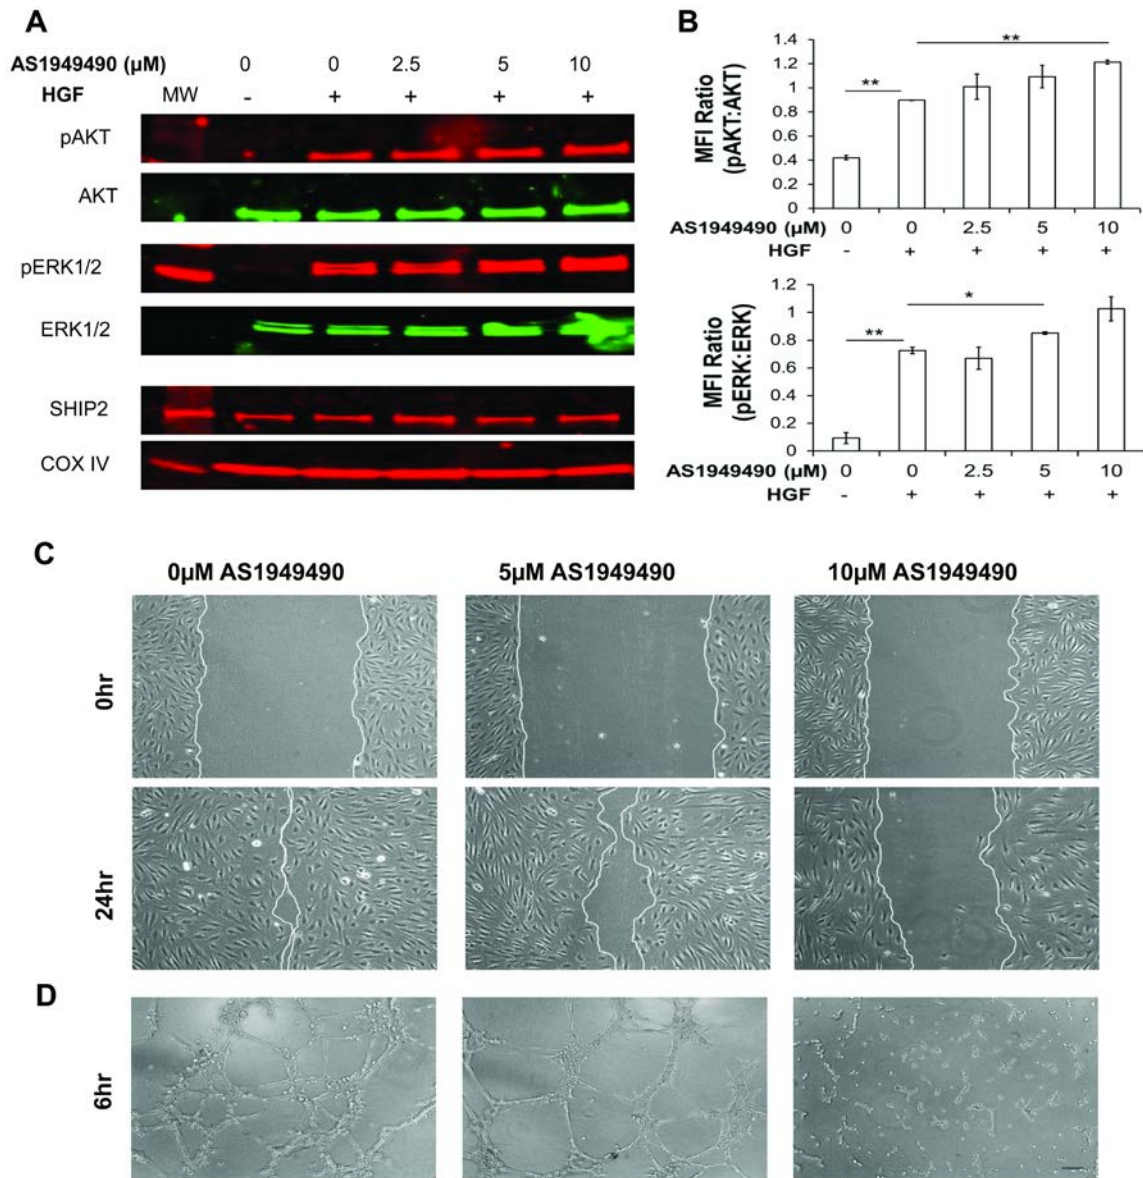 A
AS1949490 (µM) 0 0 2.5 5 10
HGF MW - + + + +
pAKT
AKT
pERK1/2
ERK1/2
SHIP2
COX IV
B
MFI Ratio
(pAKT:AKT)
1.4
1.2
1
0.8
0.6
0.4
0.2
0
** **
AS1949490 (µM) 0 0 2.5 5 10
HGF - + + + +
MFI Ratio
(pERK:ERK)
1.2
1
0.8
0.6
0.4
0.2
0
** *
AS1949490 (µM) 0 0 2.5 5 10
HGF - + + + +
C
0µM AS1949490 5µM AS1949490 10µM AS1949490
0hr
24hr
D
6hr